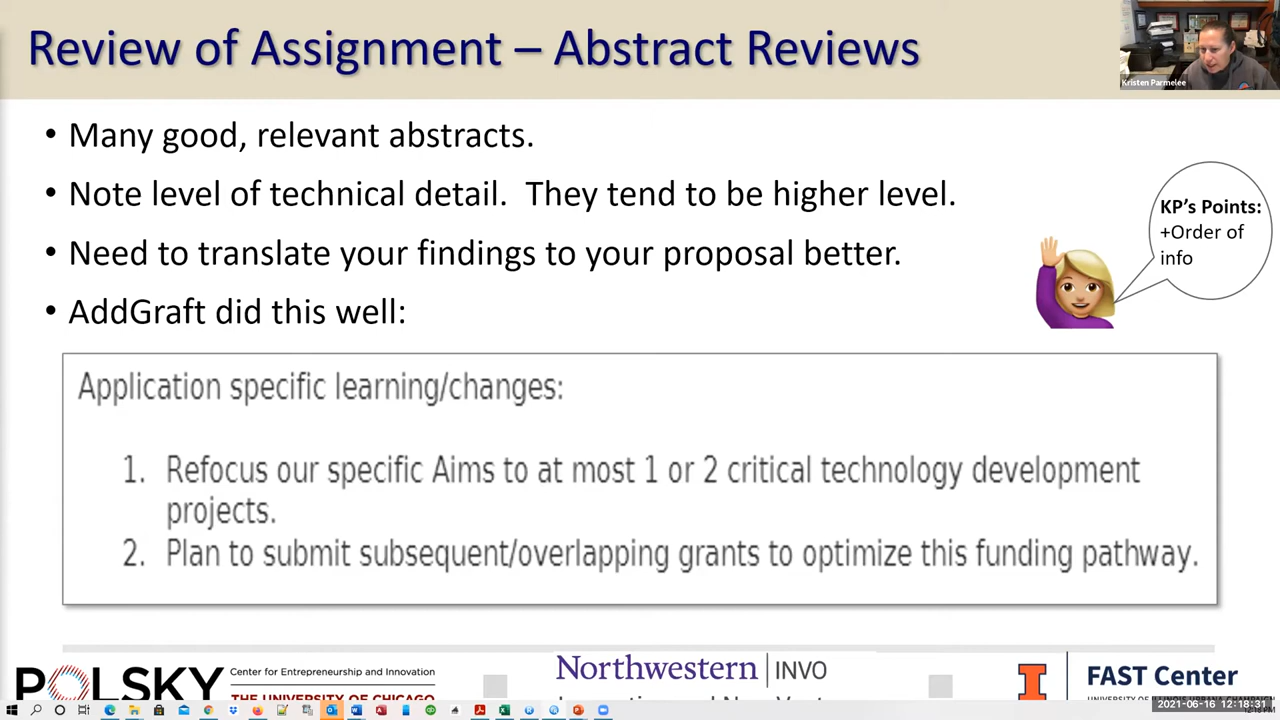 Review of Assignment – Abstract Reviews
Kristen Parmelee
• Many good, relevant abstracts.
• Note level of technical detail.  They tend to be higher level.
• Need to translate your findings to your proposal better.
• AddGraft did this well:
KP's Points:
+Order of
info
Application specific learning/changes:
1. Refocus our specific Aims to at most 1 or 2 critical technology development
projects.
2. Plan to submit subsequent/overlapping grants to optimize this funding pathway.
POLSKY
Center for Entrepreneurship and Innovation
THE UNIVERSITY OF CHICAGO
Northwestern | INVO
FAST Center
2021-06-16 12:18:31